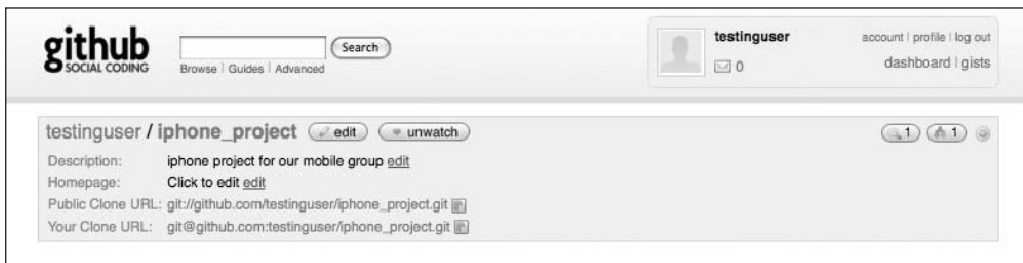 github
SOCIAL CODING
Search
Browse | Guides | Advanced
testinguser
0
account | profile | log out
dashboard | gists
testinguser / iphone_project edit unwatch
1 1
Description: iphone project for our mobile group edit
Homepage: Click to edit edit
Public Clone URL: git://github.com/testinguser/iphone_project.git
Your Clone URL: git@github.com:testinguser/iphone_project.git